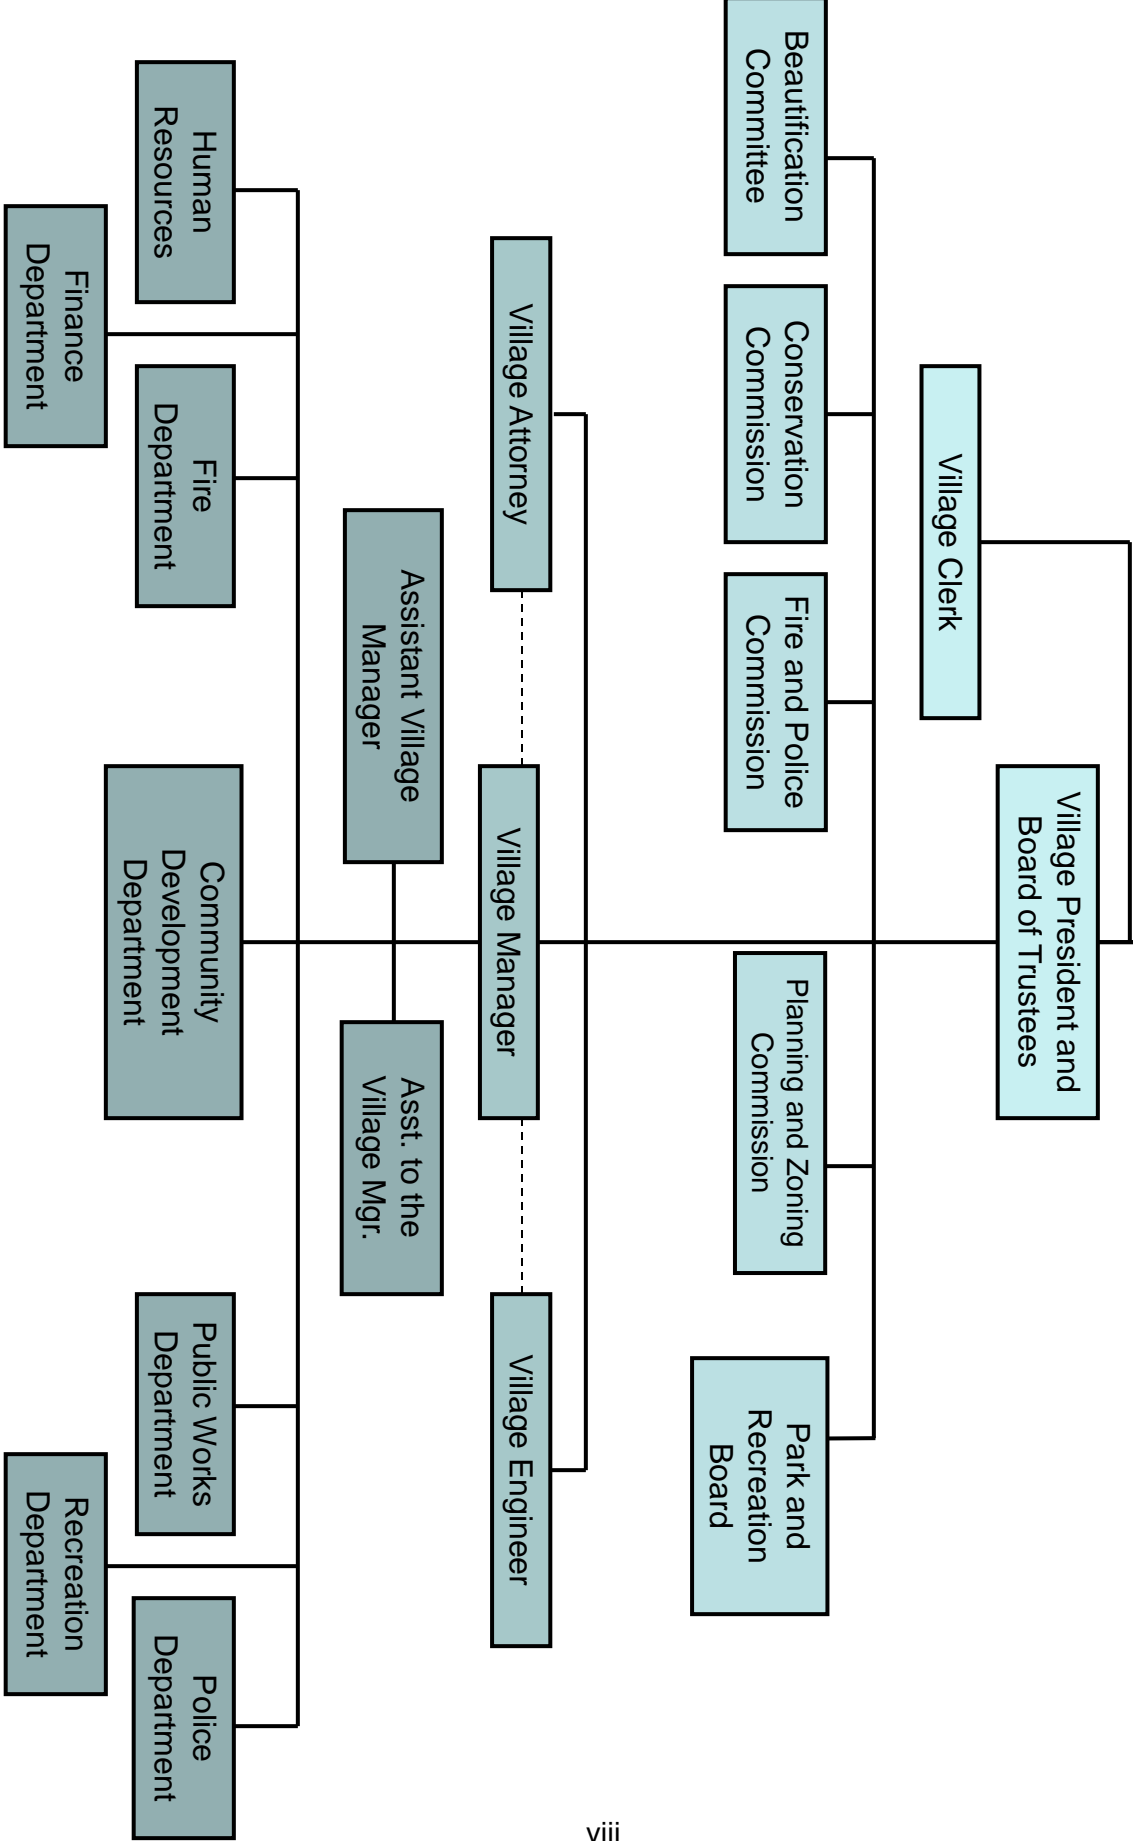 Village President and
Board of Trustees
Village Clerk
Beautification
Committee
Conservation
Commission
Fire and Police
Commission
Planning and Zoning
Commission
Park and
Recreation
Board
Village Attorney
Village Manager
Village Engineer
Assistant Village
Manager
Asst. to the
Village Mgr.
Human
Resources
Finance
Department
Fire
Department
Community
Development
Department
Public Works
Department
Recreation
Department
Police
Department
viii